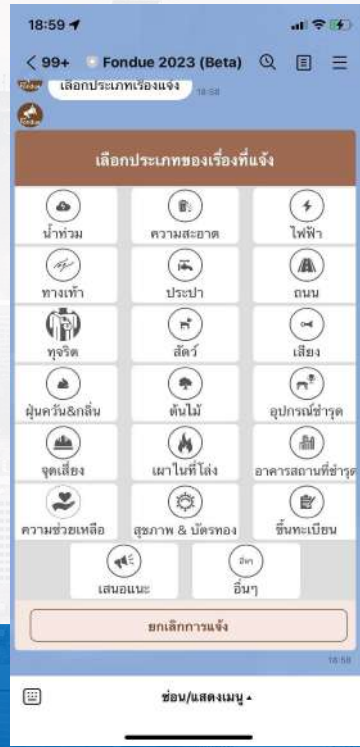 18:59
99+ Fondue 2023 (Beta)
เลือกประเภทเรื่องแจ้ง
18:58
เลือกประเภทของเรื่องที่แจ้ง
น้ำท่วม ความสะอาด ไฟฟ้า
ทางเท้า ประปา ถนน
ทุจริต สัตว์ เสียง
ฝุ่นควัน&กลิ่น ต้นไม้ อุปกรณ์ชำรุด
จุดเสี่ยง เผาในที่โล่ง อาคารสถานที่ชำรุด
ความช่วยเหลือ สุขภาพ & บัตรทอง ขึ้นทะเบียน
อื่นๆ
เสนอแนะ อื่นๆ
ยกเลิกการแจ้ง
18:58
ซ่อน/แสดงเมนู